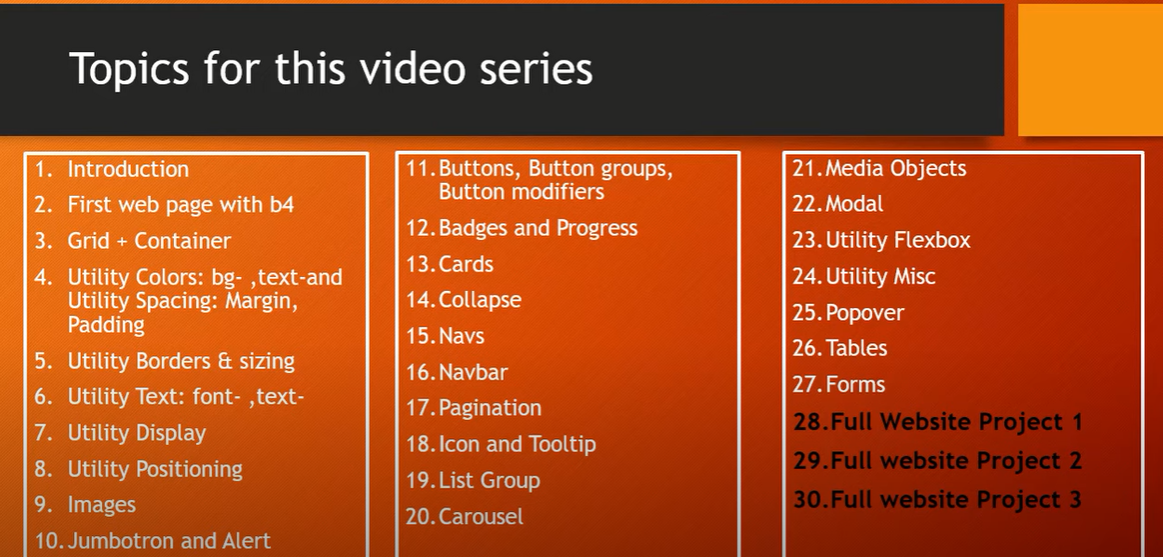 Topics for this video series
1. Introduction
2. First web page with b4
3. Grid + Container
4. Utility Colors: bg- ,text-and
Utility Spacing: Margin,
Padding
5. Utility Borders & sizing
6. Utility Text: font- ,text-
7. Utility Display
8. Utility Positioning
9. Images
10. Jumbotron and Alert
11. Buttons, Button groups,
Button modifiers
12. Badges and Progress
13. Cards
14. Collapse
15. Navs
16. Navbar
17. Pagination
18. Icon and Tooltip
19. List Group
20. Carousel
21. Media Objects
22. Modal
23. Utility Flexbox
24. Utility Misc
25. Popover
26. Tables
27. Forms
28. Full Website Project 1
29. Full website Project 2
30. Full website Project 3